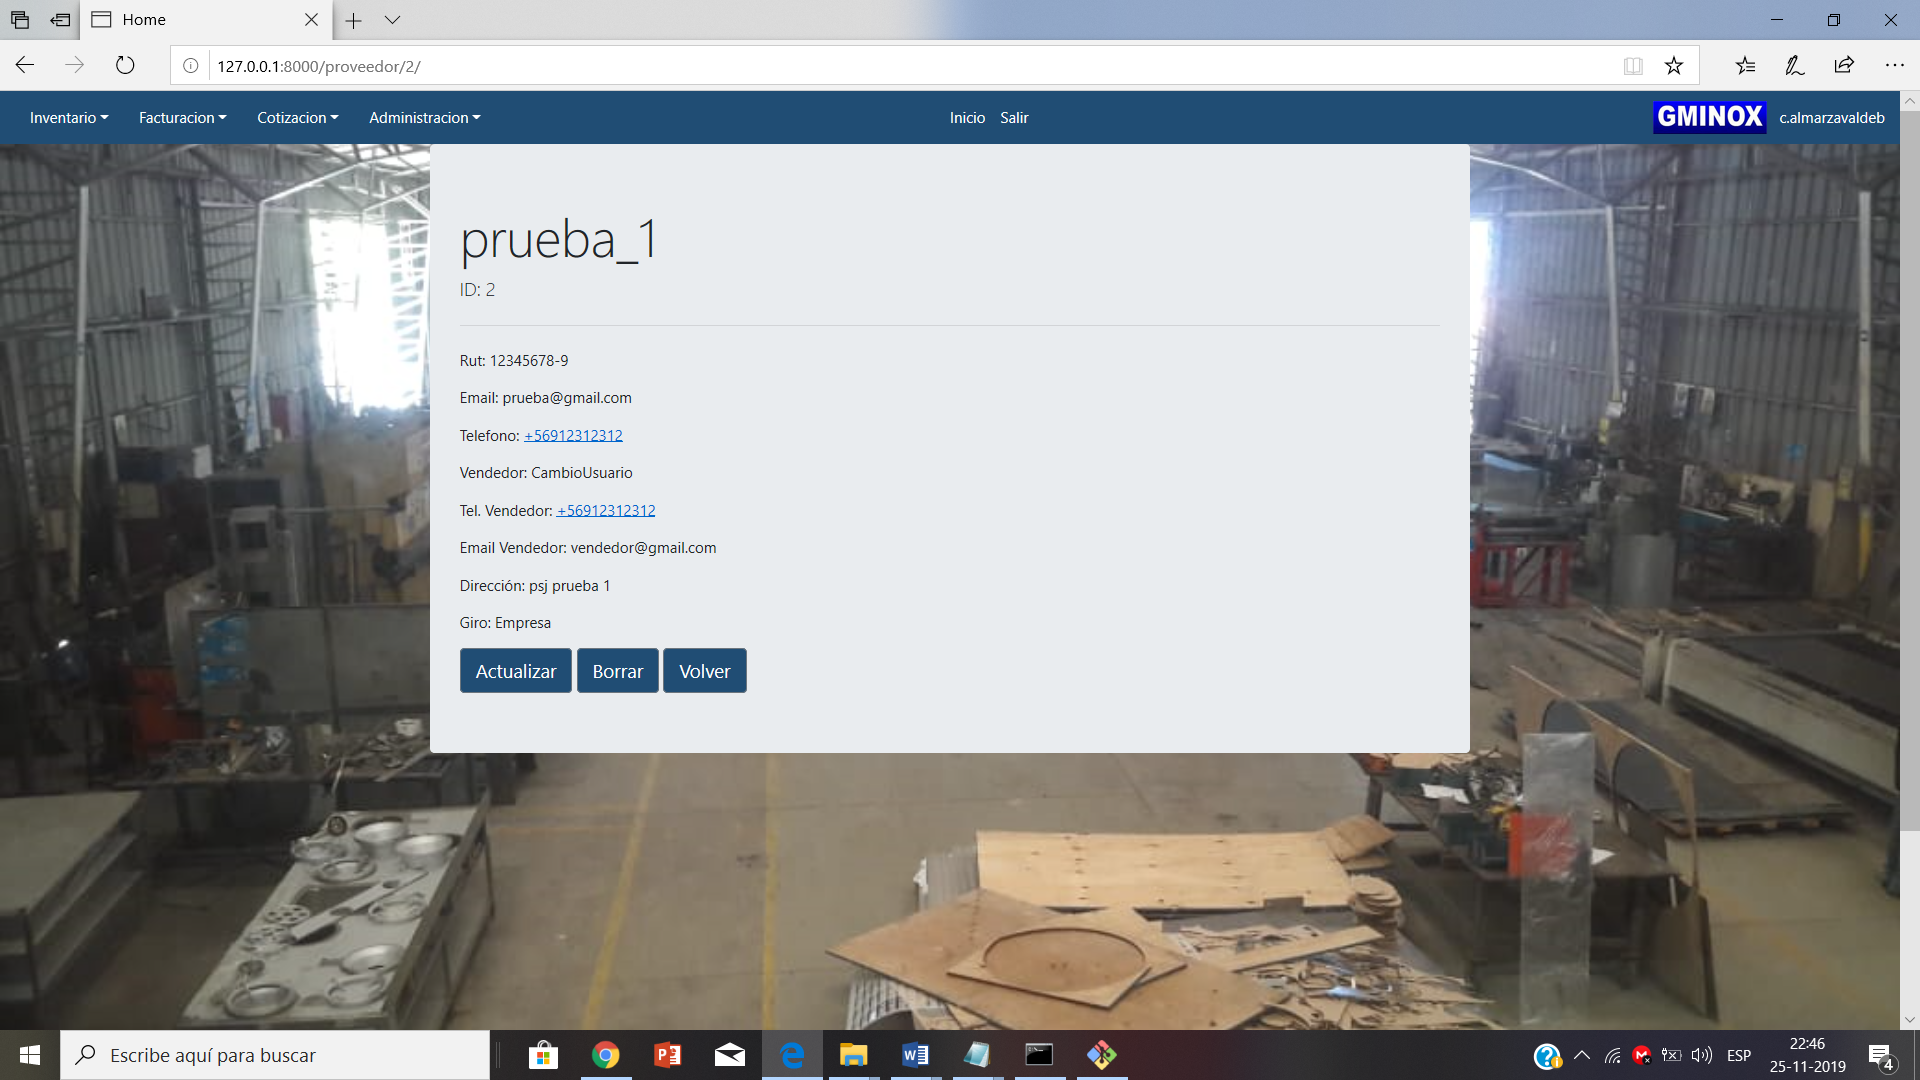 Home
127.0.0.1:8000/proveedor/2/
Inventario Facturacion Cotizacion Administracion Inicio Salir GMINOX c.almarzavaldeb
prueba_1
ID: 2
Rut: 12345678-9
Email: prueba@gmail.com
Telefono: +56912312312
Vendedor: CambioUsuario
Tel. Vendedor: +56912312312
Email Vendedor: vendedor@gmail.com
Dirección: psj prueba 1
Giro: Empresa
Actualizar Borrar Volver
Escribe aquí para buscar
ESP
22:46
25-11-2019
4